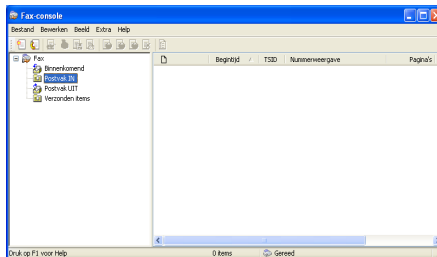 Fax-console
Bestand Bewerken Beeld Extra Help
Fax
Binnenkomend
Postvak IN
Postvak UIT
Verzonden items
Begintijd TSID Nummerweergave Pagina's
Druk op F1 voor Help 0 items Gereed